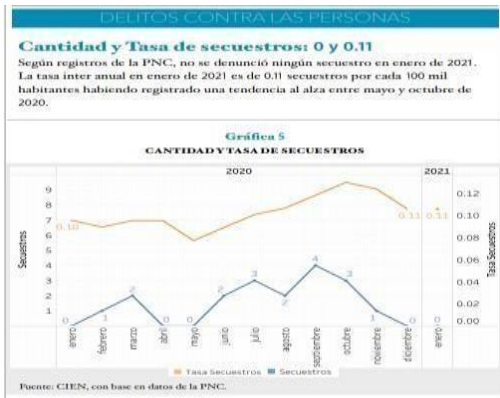 DELITOS CONTRA LAS PERSONAS
Cantidad y Tasa de secuestros: 0 y 0.11
Según registros de la PNC, no se denunció ningún secuestro en enero de 2021.
La tasa inter anual en enero de 2021 es de 0.11 secuestros por cada 100 mil
habitantes habiendo registrado una tendencia al alza entre mayo y octubre de
2020.
Gráfica 5
CANTIDAD Y TASA DE SECUESTROS
2020 2021
Secuestros
9
8
7
6
5
4
3
2
1
0.10 0.11 0.11
0 1 2 0 0 2 3 2 4 3 1 0 0
0.12
0.10
0.08
0.06
0.04
0.02
0.00
Tasa Secuestros
enero febrero marzo abril mayo junio julio agosto septiembre octubre noviembre diciembre enero
Tasa Secuestros Secuestros
Fuente: CIEN, con base en datos de la PNC.